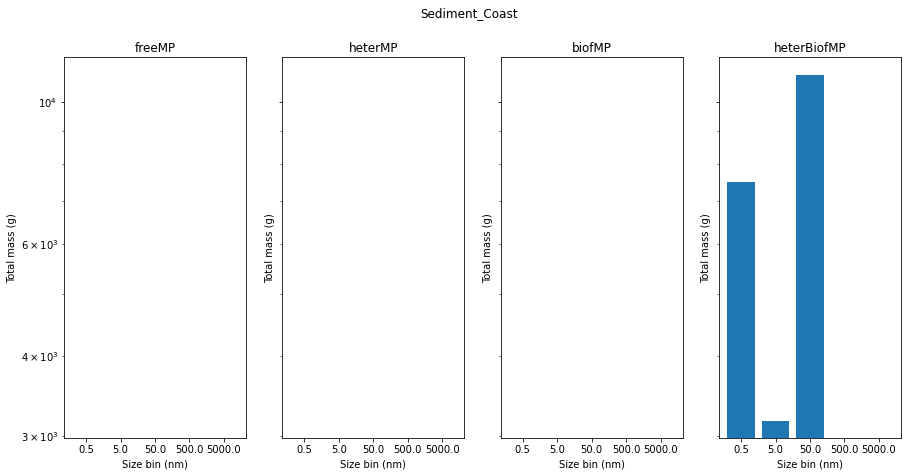 Sediment_Coast
freeMP
heterMP
biofMP
heterBiofMP
Total mass (g)
10^4
6 × 10^3
4 × 10^3
3 × 10^3
0.5 5.0 50.0 500.0 5000.0
Size bin (nm)
Total mass (g)
0.5 5.0 50.0 500.0 5000.0
Size bin (nm)
Total mass (g)
0.5 5.0 50.0 500.0 5000.0
Size bin (nm)
Total mass (g)
0.5 5.0 50.0 500.0 5000.0
Size bin (nm)